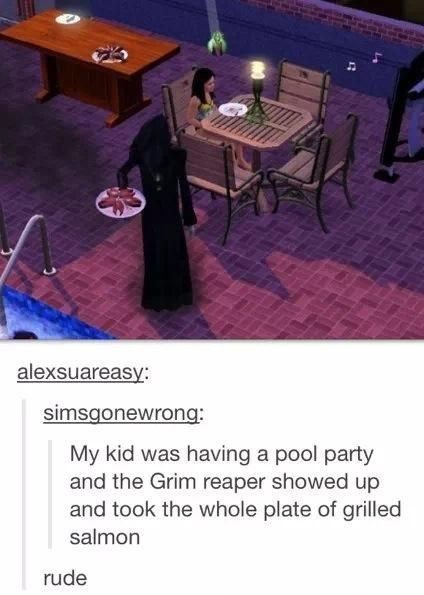 alexsuareasy:
simsgonewrong:
My kid was having a pool party
and the Grim reaper showed up
and took the whole plate of grilled
salmon
rude